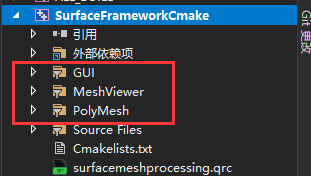 SurfaceFrameworkCmake
引用
外部依赖项
GUI
MeshViewer
PolyMesh
Source Files
Cmakelists.txt
surfacemeshprocessing.qrc
Git 更改